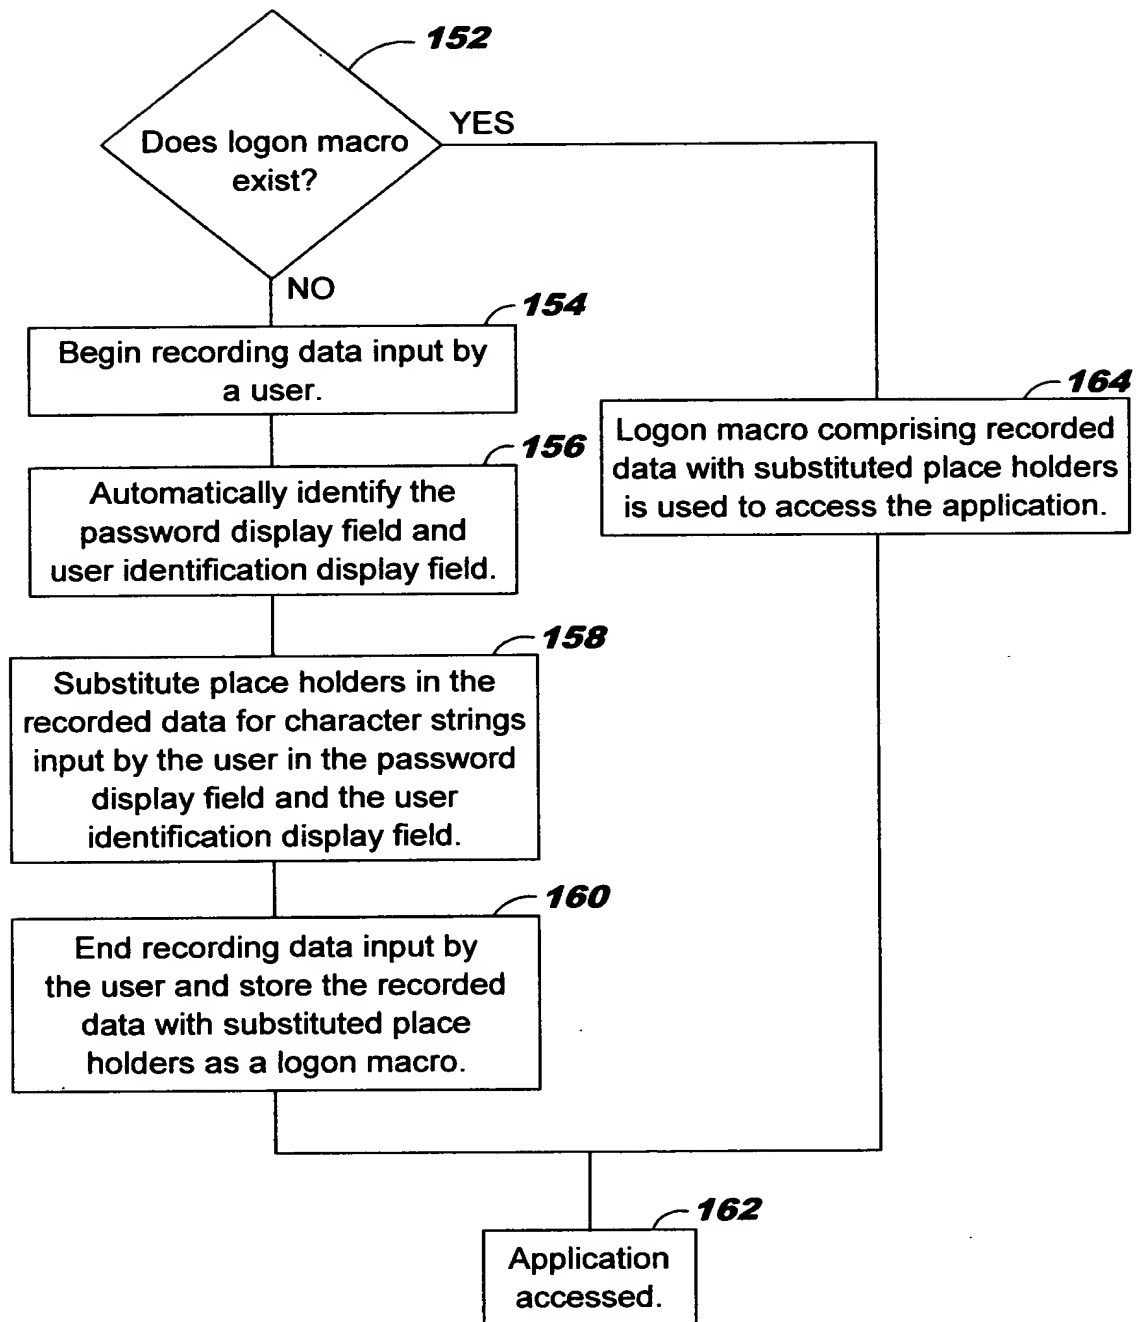 152
Does logon macro
exist?
YES
NO
154
Begin recording data input by
a user.
156
Automatically identify the
password display field and
user identification display field.
158
Substitute place holders in the
recorded data for character strings
input by the user in the password
display field and the user
identification display field.
160
End recording data input by
the user and store the recorded
data with substituted place
holders as a logon macro.
164
Logon macro comprising recorded
data with substituted place holders
is used to access the application.
162
Application
accessed.